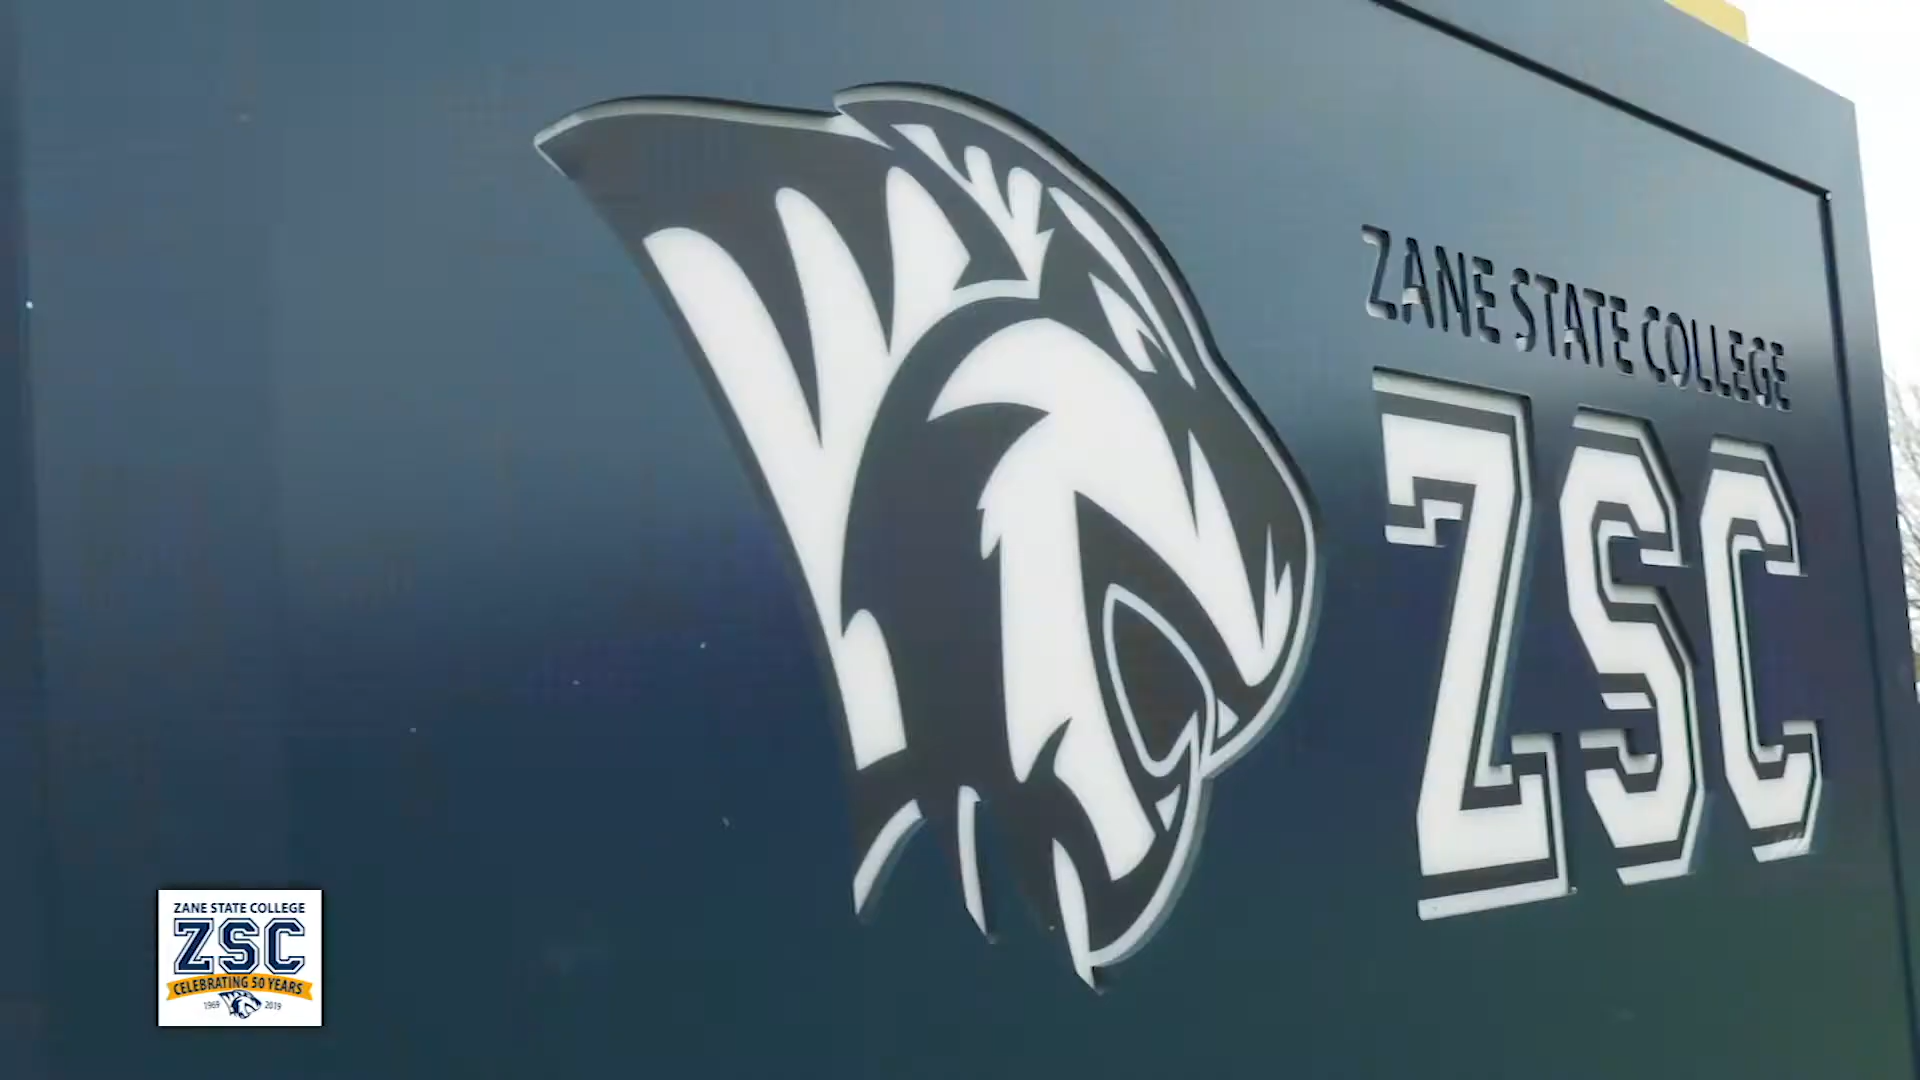 ZANE STATE COLLEGE
ZSC
ZANE STATE COLLEGE
ZSC
CELEBRATING 50 YEARS
1969 2019